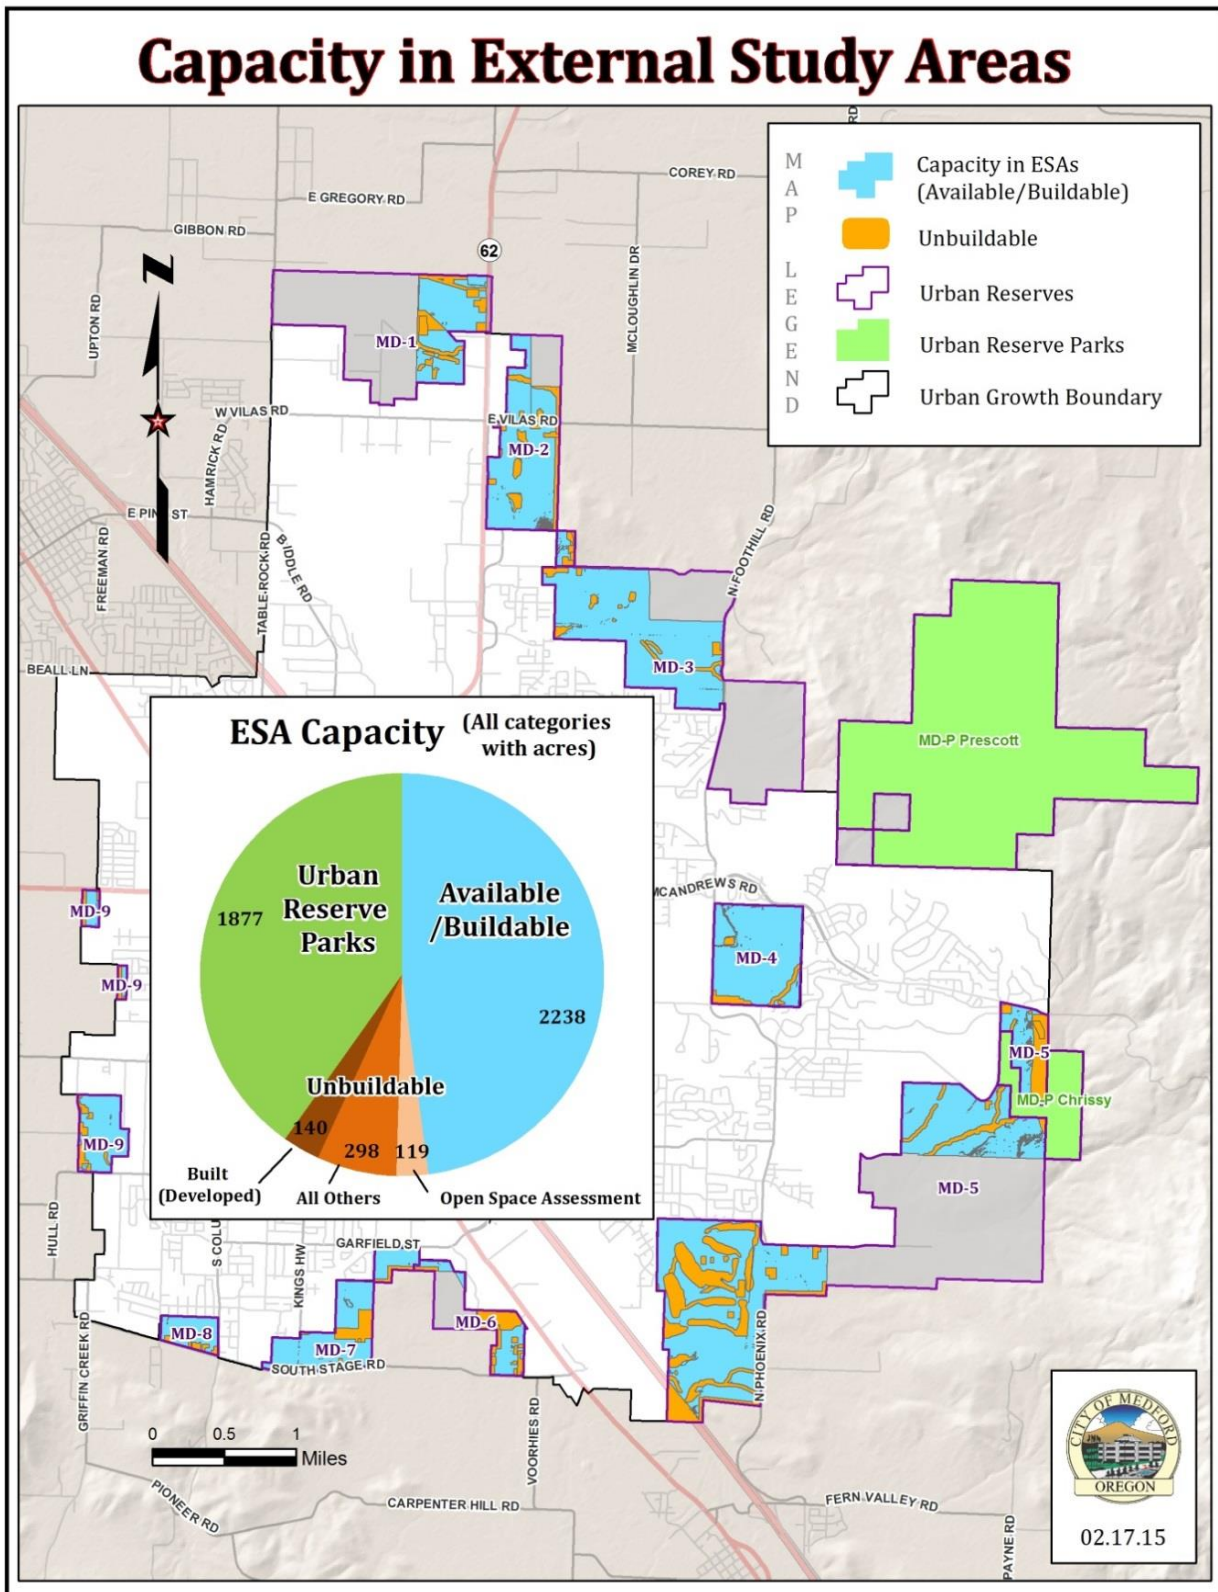 Capacity in External Study Areas
MAP LEGEND
Capacity in ESAs
(Available/Buildable)
Unbuildable
Urban Reserves
Urban Reserve Parks
Urban Growth Boundary
RD
COREY RD
E GREGORY RD
GIBBON RD
62
N
UPTON RD
MCLOUGHLIN DR
MD-1
W VILAS RD
E VILAS RD
HAMRICK RD
MD-2
E PINE ST
FREEMAN RD
TABLE ROCK RD
BIDDLE RD
N FOOTHILL RD
BEALL LN
MD-3
MD-P Prescott
ESA Capacity
(All categories
with acres)
Urban
Reserve
Parks
1877
Available
/Buildable
2238
Unbuildable
140
298
119
Built
(Developed)
All Others
Open Space Assessment
MCANDREWS RD
MD-9
MD-4
MD-9
MD-5
MD-P Chrissy
MD-9
MD-5
HULL RD
S COLU
KINGS HW
GARFIELD ST
MD-6
MD-8
MD-7
SOUTH STAGE RD
GRIFFIN CREEK RD
N PHOENIX RD
0 0.5 1
Miles
VOORHIES RD
PIONEER RD
CARPENTER HILL RD
FERN VALLEY RD
PAYNE RD
CITY OF MEDFORD
OREGON
02.17.15